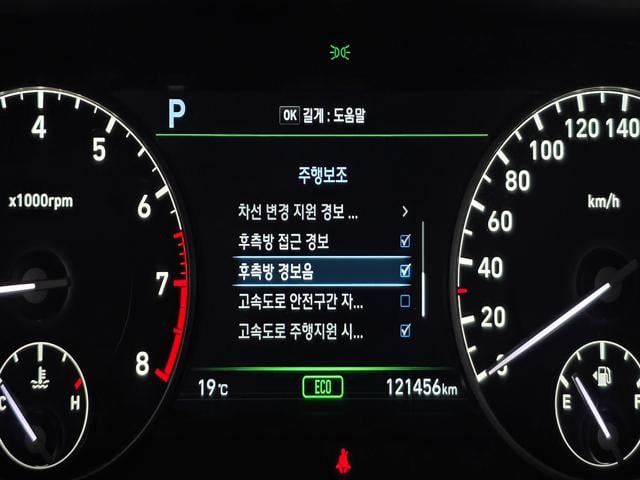 P
OK 길게 : 도움말
주행보조
차선 변경 지원 경보 ...
후측방 접근 경보
후측방 경보음
고속도로 안전구간 자...
고속도로 주행지원 시...
19℃
ECO
121456km
4
5
6
7
8
x1000rpm
C
H
0
20
40
60
80
100
120
140
km/h
E
F